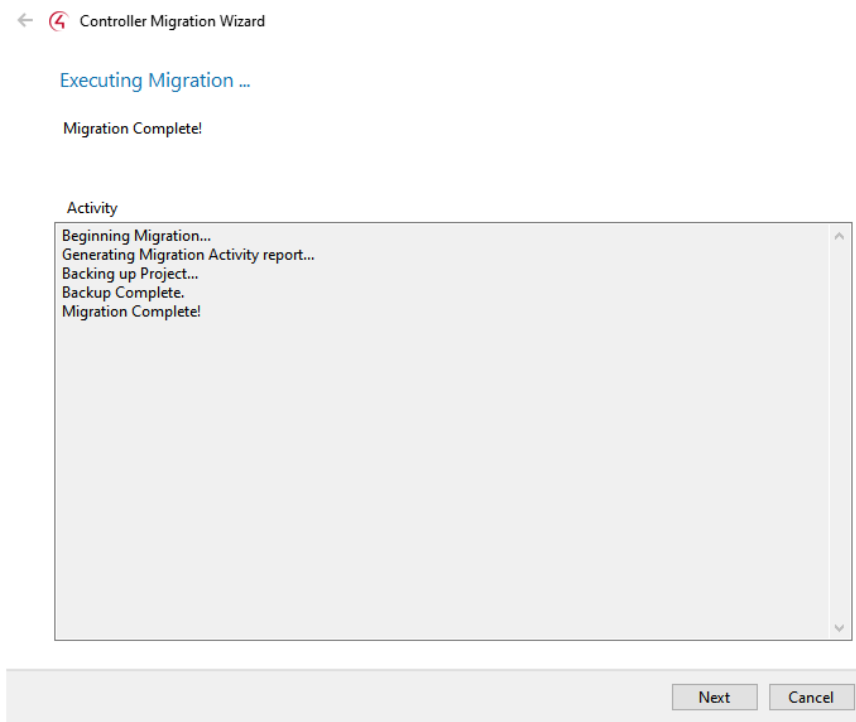 Controller Migration Wizard
Executing Migration ...
Migration Complete!
Activity
Beginning Migration...
Generating Migration Activity report...
Backing up Project...
Backup Complete.
Migration Complete!
Next Cancel